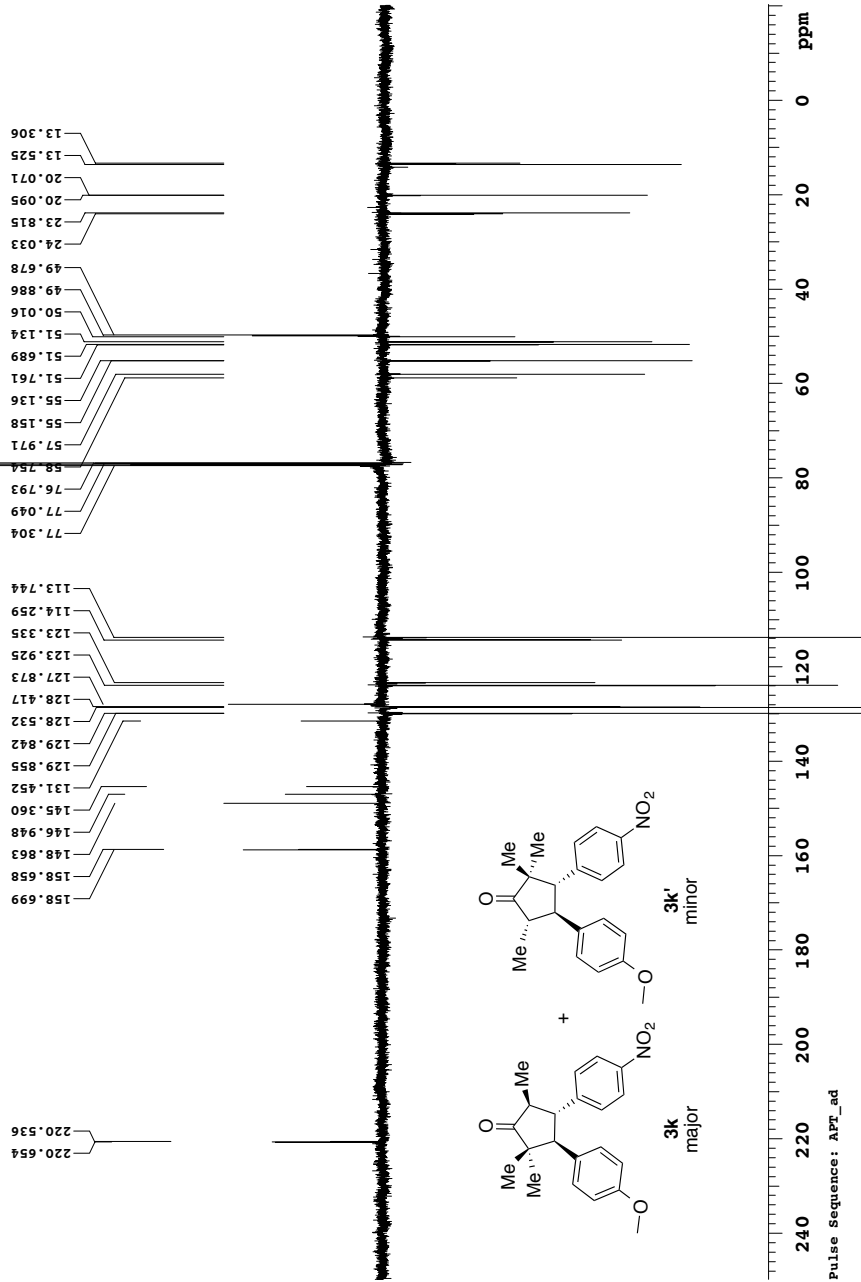 13.306
13.525
20.071
20.095
23.815
24.033
49.678
49.886
50.016
51.134
51.689
51.761
55.136
55.158
57.971
58.754
76.793
77.049
77.304
113.744
114.259
123.335
123.925
127.873
128.417
128.532
129.842
129.855
131.452
145.360
146.948
148.863
158.658
158.699
220.536
220.654
O
Me
Me
Me
NO2
O
3k
major
+
O
Me
Me
Me
NO2
O
3k'
minor
240 220 200 180 160 140 120 100 80 60 40 20 0 ppm
Pulse Sequence: APT_ad